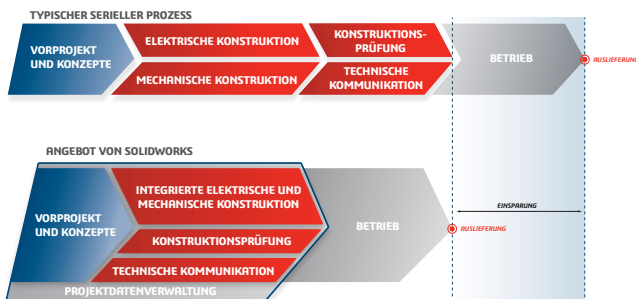 TYPISCHER SERIELLER PROZESS
VORPROJEKT
UND KONZEPTE
ELEKTRISCHE KONSTRUKTION
MECHANISCHE KONSTRUKTION
KONSTRUKTIONS-
PRÜFUNG
TECHNISCHE
KOMMUNIKATION
BETRIEB
AUSLIEFERUNG
ANGEBOT VON SOLIDWORKS
VORPROJEKT
UND KONZEPTE
INTEGRIERTE ELEKTRISCHE UND
MECHANISCHE KONSTRUKTION
KONSTRUKTIONSPRÜFUNG
TECHNISCHE KOMMUNIKATION
PROJEKTDATENVERWALTUNG
BETRIEB
AUSLIEFERUNG
EINSPARUNG